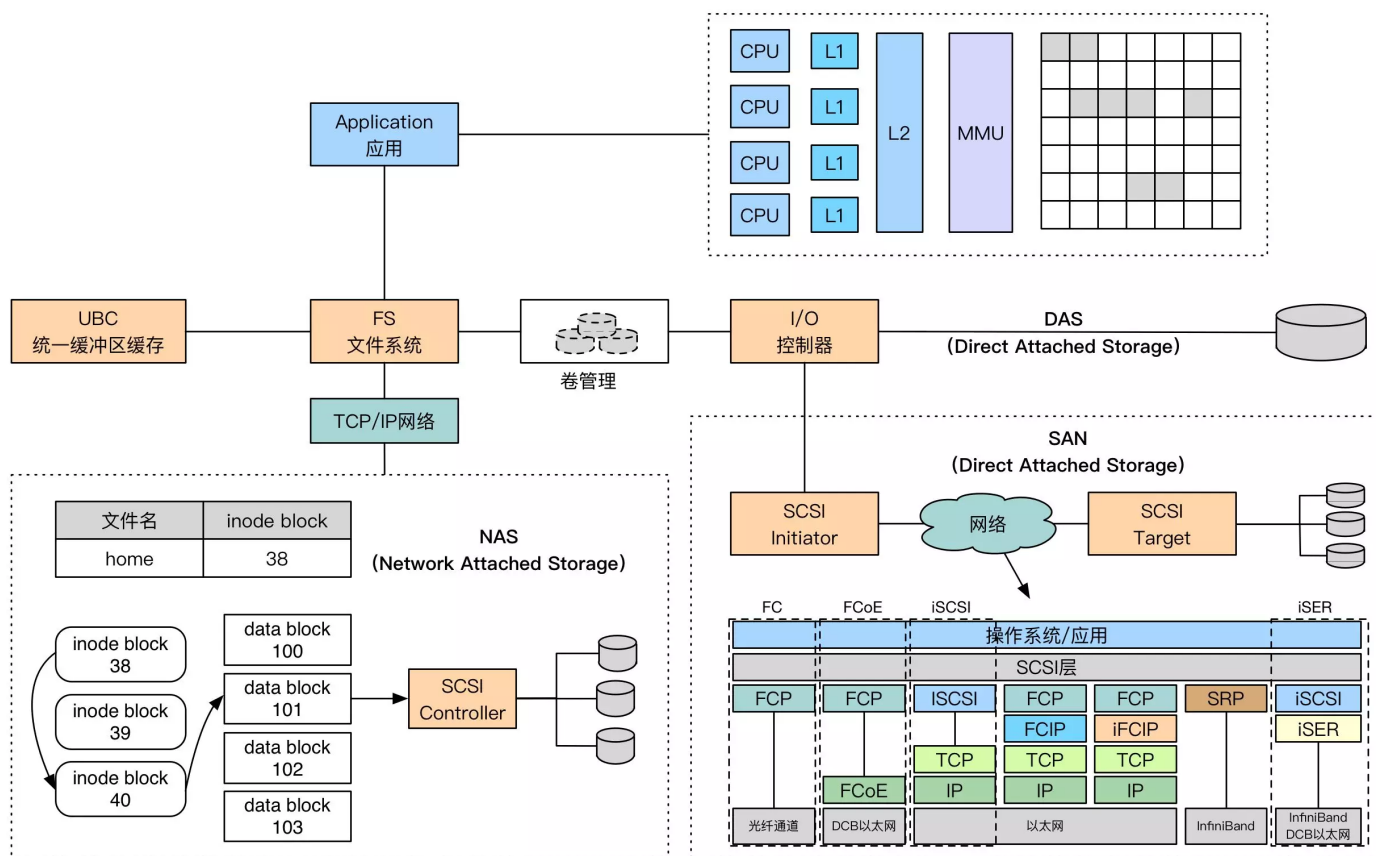 CPU
L1
CPU
L1
CPU
L1
CPU
L1
L2
MMU
Application
应用
UBC
统一缓冲区缓存
FS
文件系统
卷管理
I/O
控制器
DAS
(Direct Attached Storage)
TCP/IP网络
文件名 inode block
home 38
NAS
(Network Attached Storage)
inode block
38
inode block
39
inode block
40
data block
100
data block
101
data block
102
data block
103
SCSI
Controller
SAN
(Direct Attached Storage)
SCSI
Initiator
网络
SCSI
Target
FC FCoE iSCSI iSER
操作系统/应用
SCSI层
FCP FCP ISCSI FCP FCP SRP iSCSI
FCIP iFCIP iSER
TCP TCP TCP
FCoE IP IP IP
光纤通道 DCB以太网 以太网 InfiniBand
InfiniBand
DCB以太网